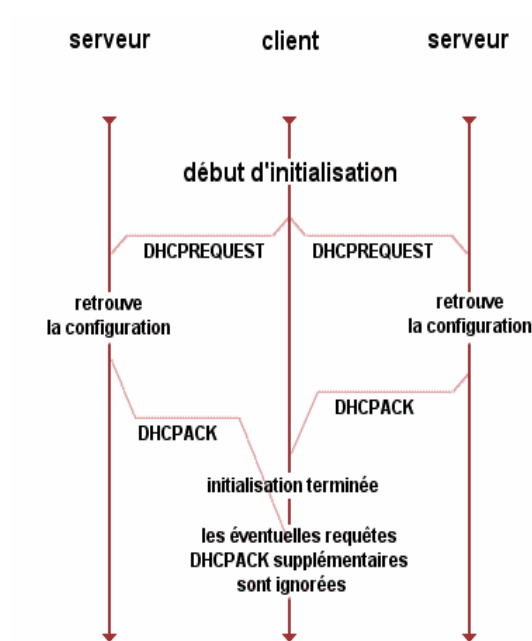 serveur
client
serveur
début d'initialisation
DHCPREQUEST
DHCPREQUEST
retrouve
la configuration
retrouve
la configuration
DHCPACK
DHCPACK
initialisation terminée
les éventuelles requêtes
DHCPACK supplémentaires
sont ignorées